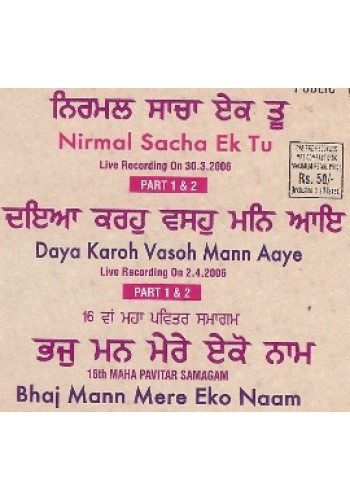 ਨਿਰਮਲ ਸਾਚਾ ਏਕ ਤੂ
Nirmal Sacha Ek Tu
Live Recording On 30.3.2006
PART 1 & 2
Rs. 50/-
ਦਇਆ ਕਰਹੁ ਵਸਹੁ ਮਨਿ ਆਇ
Daya Karoh Vasoh Mann Aaye
Live Recording On 2.4.2006
PART 1 & 2
16 ਵਾਂ ਮਹਾ ਪਵਿਤਰ ਸਮਾਗਮ
ਭਜੁ ਮਨ ਮੇਰੇ ਏਕੋ ਨਾਮ
16th MAHA PAVITAR SAMAGAM
Bhaj Mann Mere Eko Naam